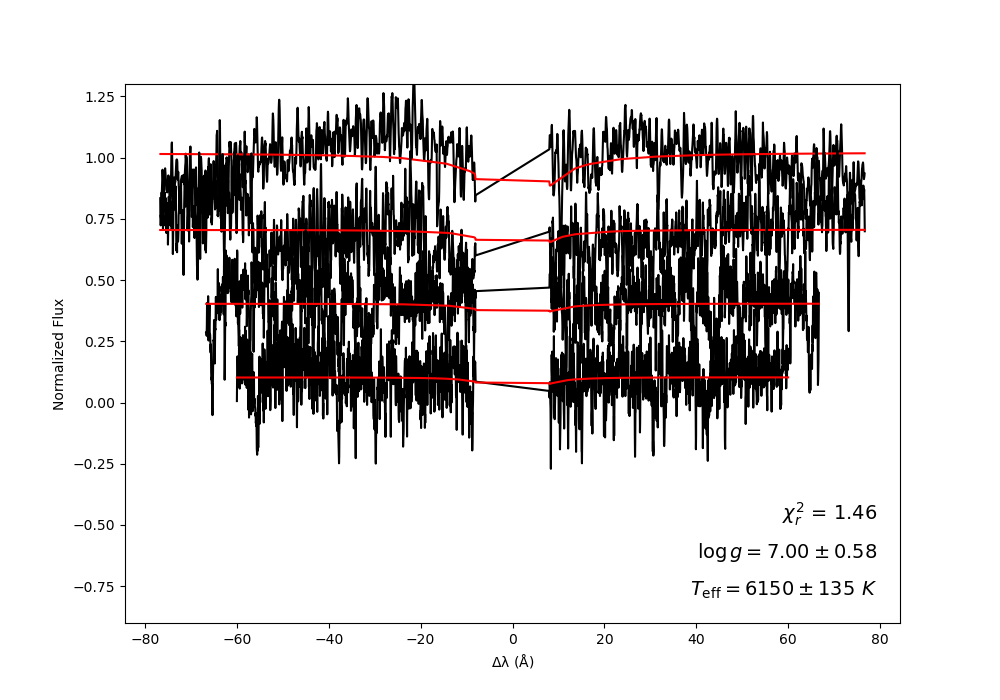 1.25
1.00
0.75
0.50
0.25
0.00
−0.25
−0.50
−0.75
Normalized Flux
χ²ᵣ = 1.46
log g = 7.00 ± 0.58
T_eff = 6150 ± 135 K
−80 −60 −40 −20 0 20 40 60 80
Δλ (Å)